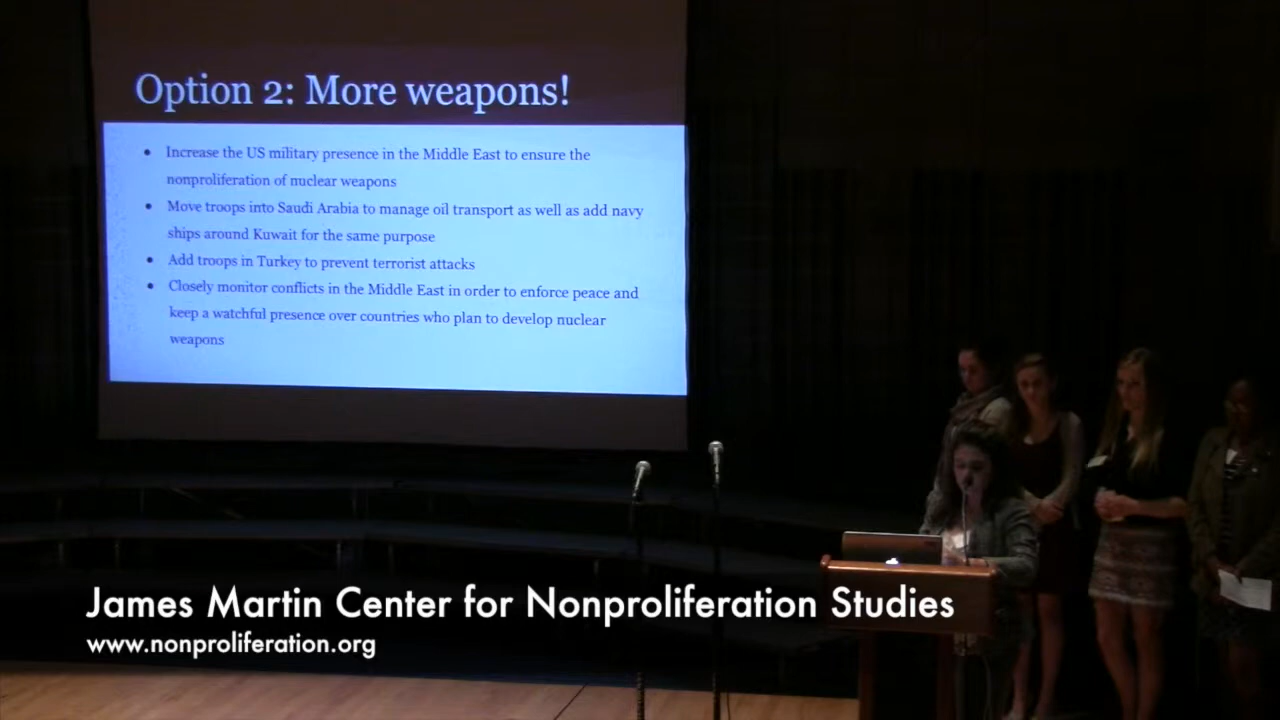 Option 2: More weapons!
• Increase the US military presence in the Middle East to ensure the
nonproliferation of nuclear weapons
• Move troops into Saudi Arabia to manage oil transport as well as add navy
ships around Kuwait for the same purpose
• Add troops in Turkey to prevent terrorist attacks
• Closely monitor conflicts in the Middle East in order to enforce peace and
keep a watchful presence over countries who plan to develop nuclear
weapons
James Martin Center for Nonproliferation Studies
www.nonproliferation.org